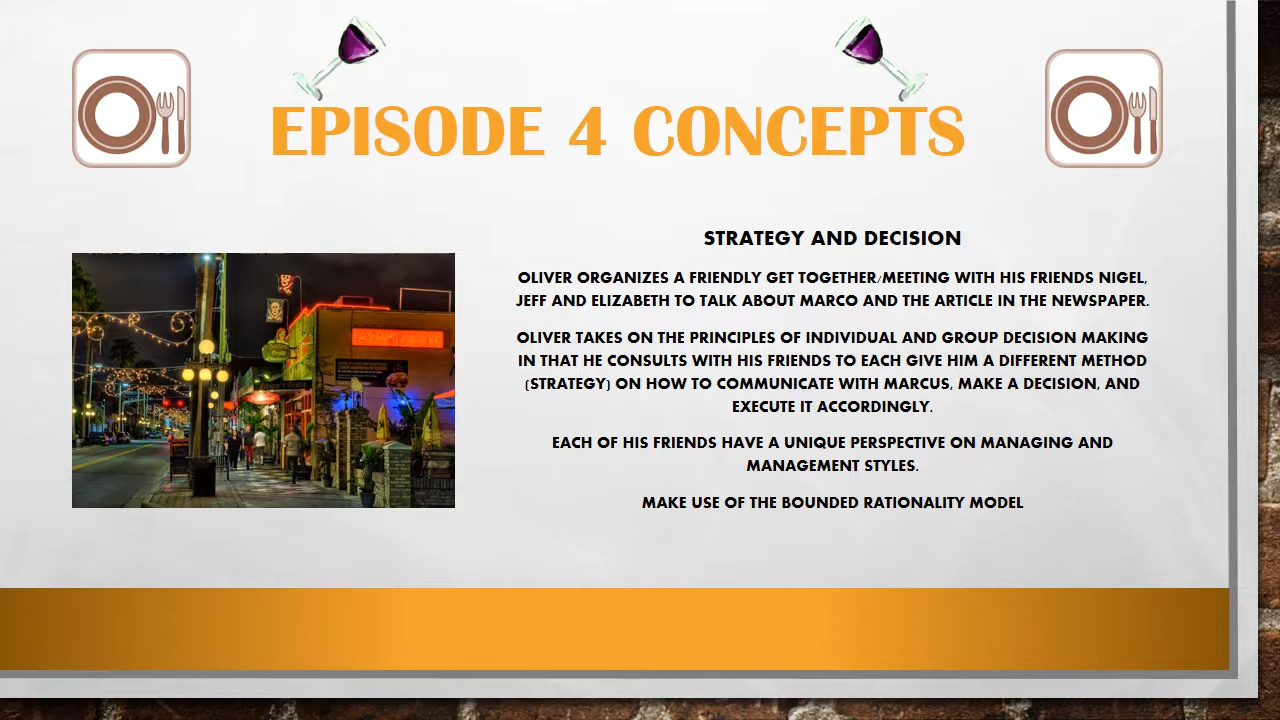 EPISODE 4 CONCEPTS
STRATEGY AND DECISION
OLIVER ORGANIZES A FRIENDLY GET TOGETHER/MEETING WITH HIS FRIENDS NIGEL,
JEFF AND ELIZABETH TO TALK ABOUT MARCO AND THE ARTICLE IN THE NEWSPAPER.
OLIVER TAKES ON THE PRINCIPLES OF INDIVIDUAL AND GROUP DECISION MAKING
IN THAT HE CONSULTS WITH HIS FRIENDS TO EACH GIVE HIM A DIFFERENT METHOD
(STRATEGY) ON HOW TO COMMUNICATE WITH MARCUS, MAKE A DECISION, AND
EXECUTE IT ACCORDINGLY.
EACH OF HIS FRIENDS HAVE A UNIQUE PERSPECTIVE ON MANAGING AND
MANAGEMENT STYLES.
MAKE USE OF THE BOUNDED RATIONALITY MODEL